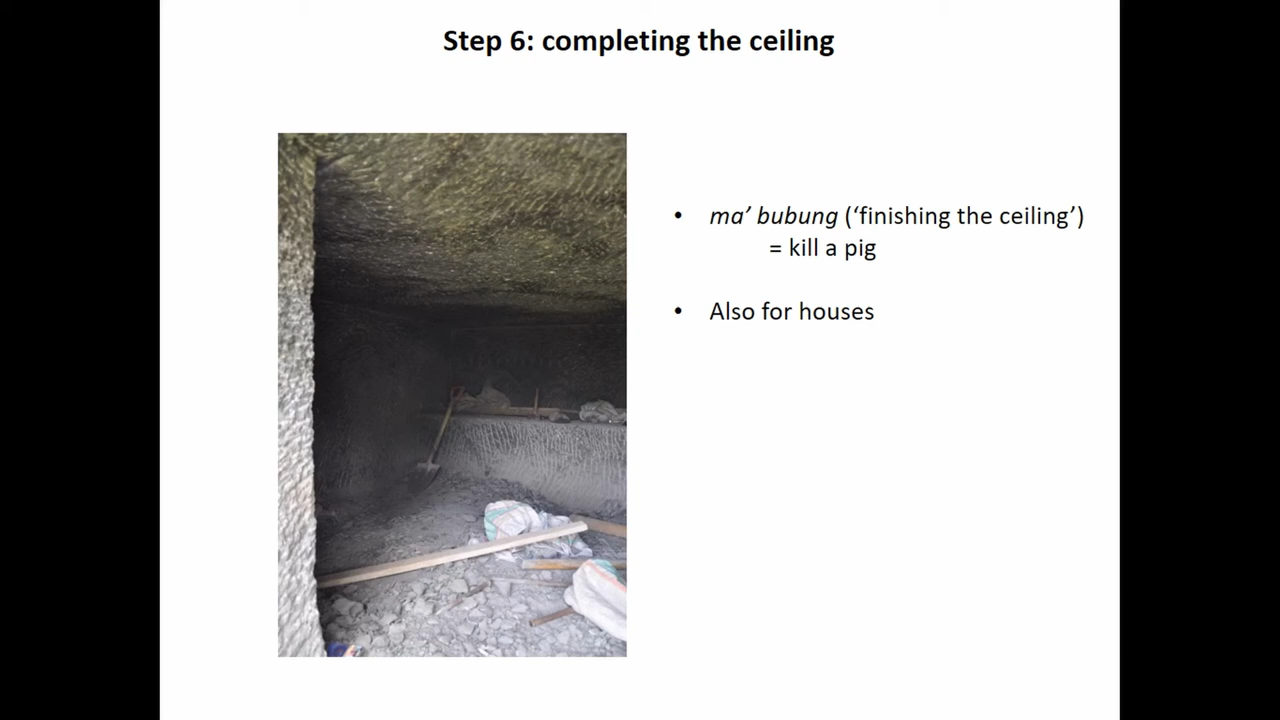 Step 6: completing the ceiling
• ma’ bubung (‘finishing the ceiling’)
= kill a pig
• Also for houses